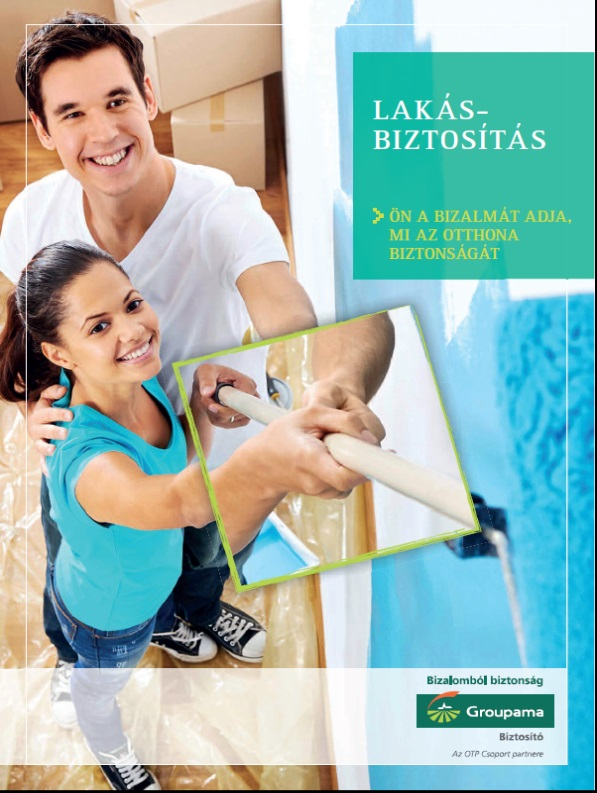 LAKÁS-
BIZTOSÍTÁS
ÖN A BIZALMÁT ADJA,
MI AZ OTTHONA
BIZTONSÁGÁT
Bizalomból biztonság
Groupama
Biztosító
Az OTP Csoport partnere